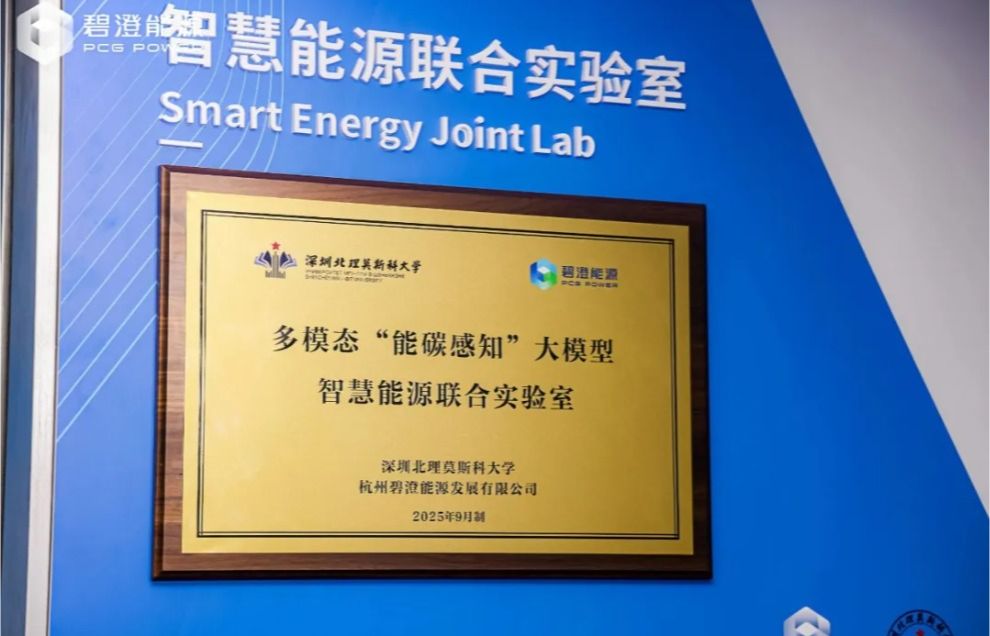 碧澄能源
PCG POWER
智慧能源联合实验室
Smart Energy Joint Lab
深圳北理莫斯科大学
碧澄能源
PCG POWER
多模态“能碳感知”大模型
智慧能源联合实验室
深圳北理莫斯科大学
杭州碧澄能源发展有限公司
2025年9月制